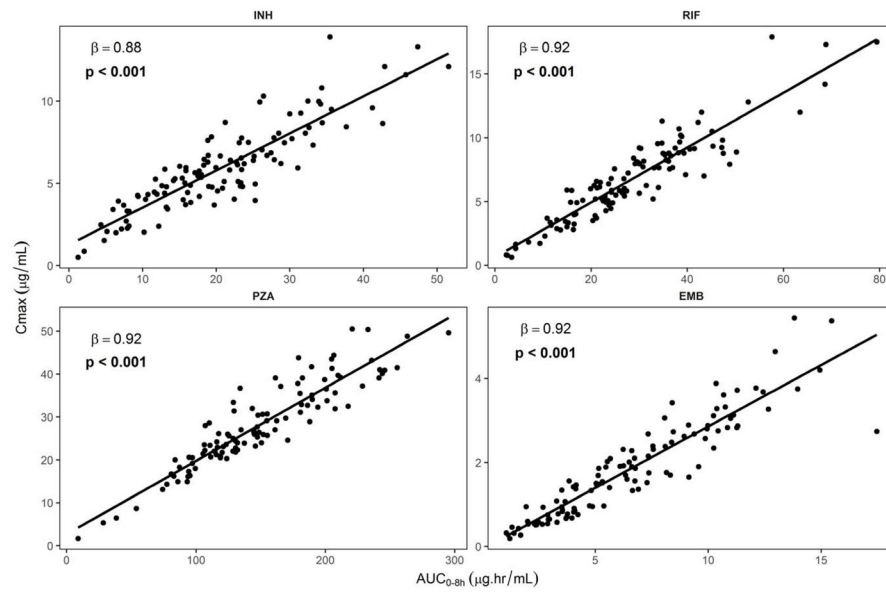 INH
β = 0.88
p < 0.001
10
5
0
0
10
20
30
40
50
RIF
β = 0.92
p < 0.001
15
10
5
0
0
20
40
60
80
PZA
β = 0.92
p < 0.001
50
40
30
20
10
0
0
100
200
300
EMB
β = 0.92
p < 0.001
4
2
0
5
10
15
Cmax (μg/mL)
AUC0-8h (μg.hr/mL)